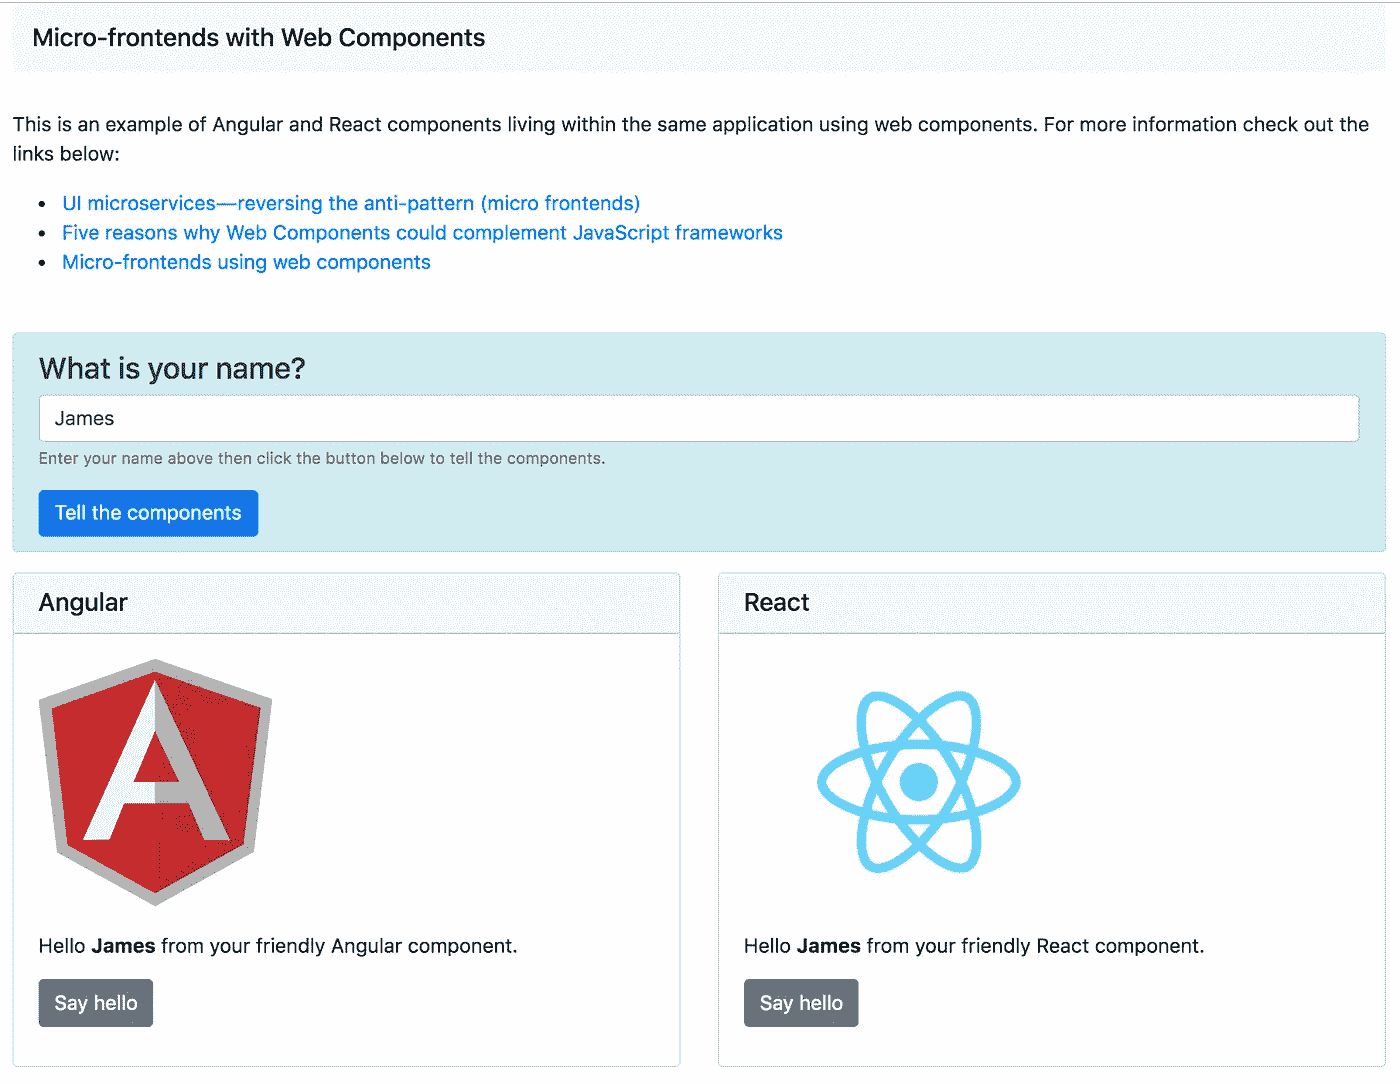 Micro-frontends with Web Components
This is an example of Angular and React components living within the same application using web components. For more information check out the
links below:
UI microservices—reversing the anti-pattern (micro frontends)
Five reasons why Web Components could complement JavaScript frameworks
Micro-frontends using web components
What is your name?
James
Enter your name above then click the button below to tell the components.
Tell the components
Angular
A
Hello James from your friendly Angular component.
Say hello
React
Hello James from your friendly React component.
Say hello